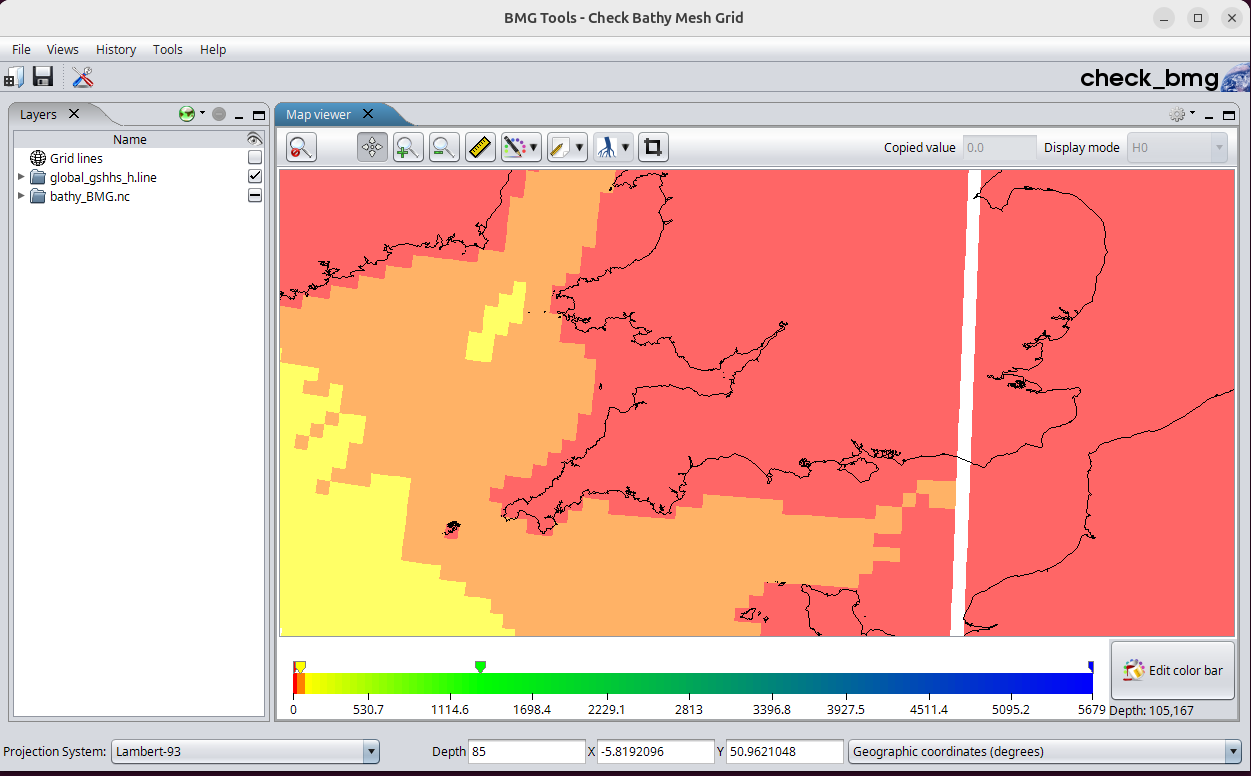 BMG Tools - Check Bathy Mesh Grid
File Views History Tools Help
check_bmg
Layers
Name
Grid lines
global_gshhs_h.line
bathy_BMG.nc
Map viewer
Copied value 0.0 Display mode H0
0 530.7 1114.6 1698.4 2229.1 2813 3396.8 3927.5 4511.4 5095.2 5679
Edit color bar
Depth: 105,167
Projection System: Lambert-93 Depth 85 X -5.8192096 Y 50.9621048 Geographic coordinates (degrees)